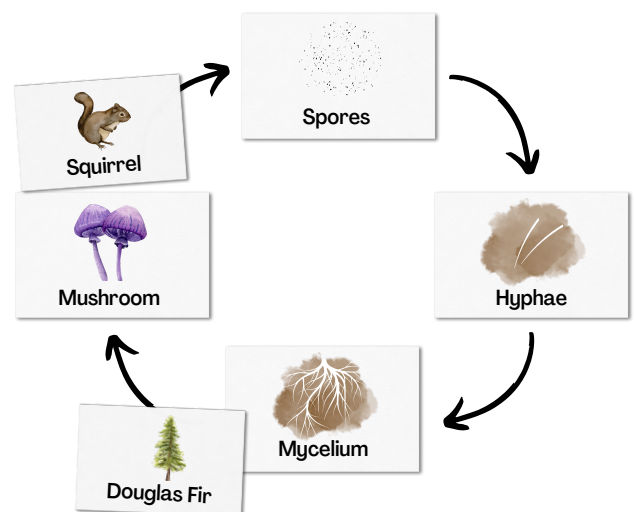 Spores
Squirrel
Mushroom
Hyphae
Mycelium
Douglas Fir